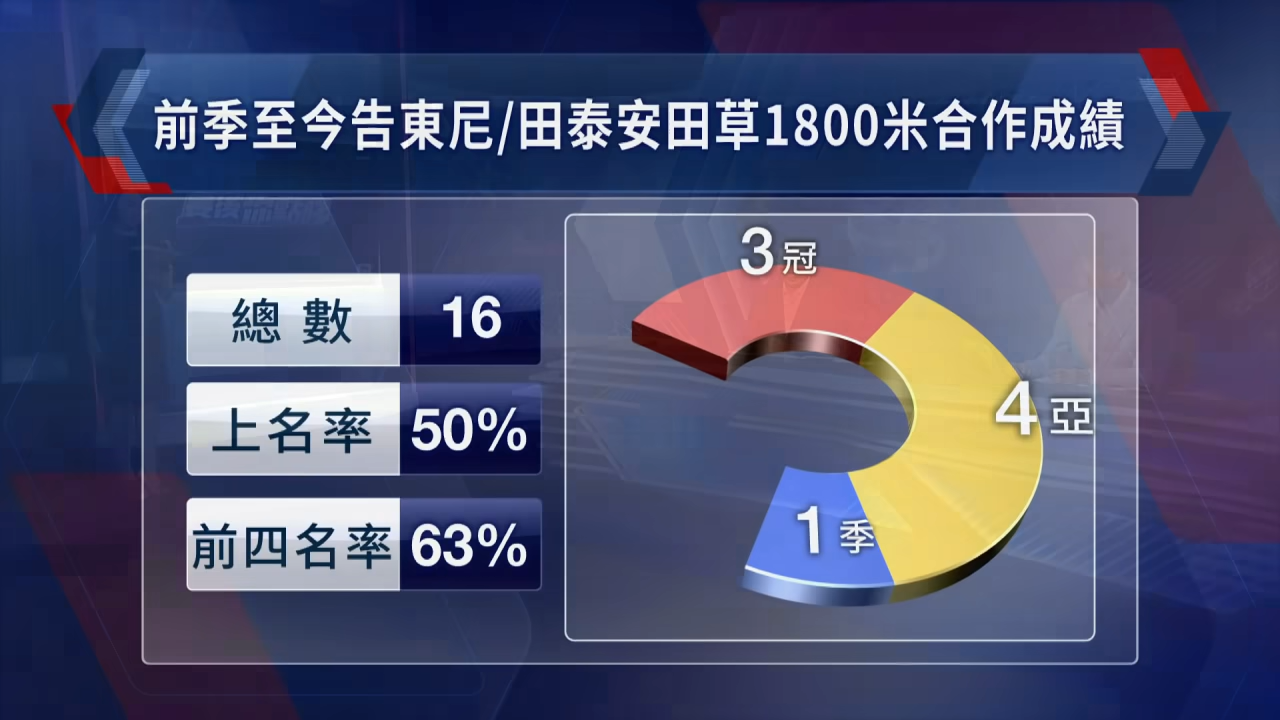 前季至今告東尼/田泰安田草1800米合作成績
總數 16
上名率 50%
前四名率 63%
3冠
4亞
1季